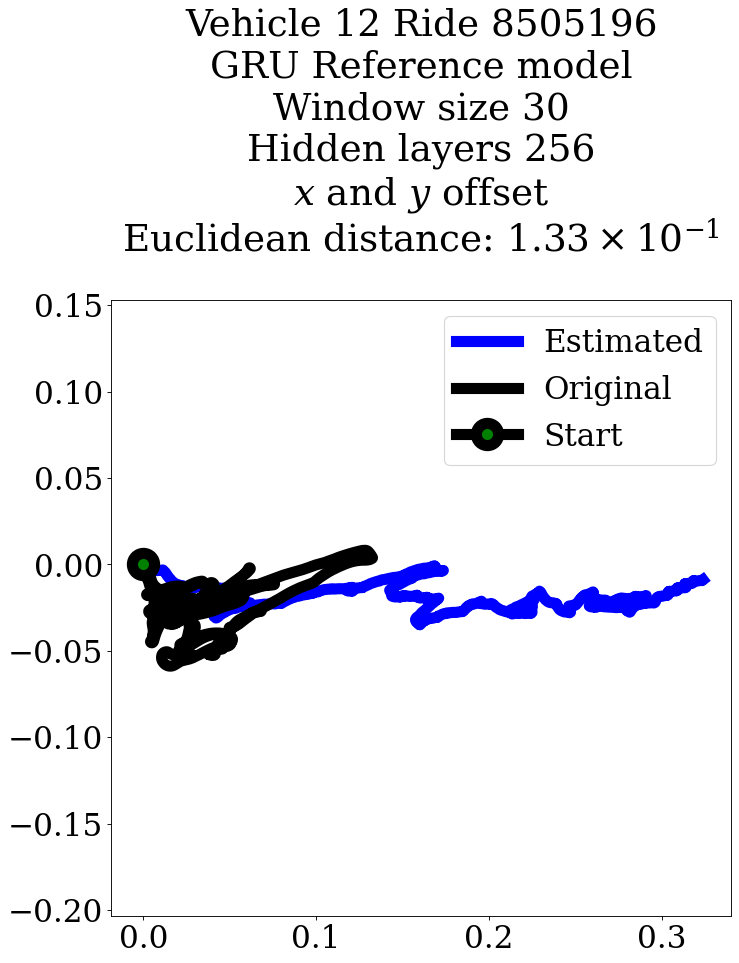 Vehicle 12 Ride 8505196
GRU Reference model
Window size 30
Hidden layers 256
x and y offset
Euclidean distance: 1.33 × 10⁻¹
Estimated
Original
Start
0.15
0.10
0.05
0.00
−0.05
−0.10
−0.15
−0.20
0.0 0.1 0.2 0.3